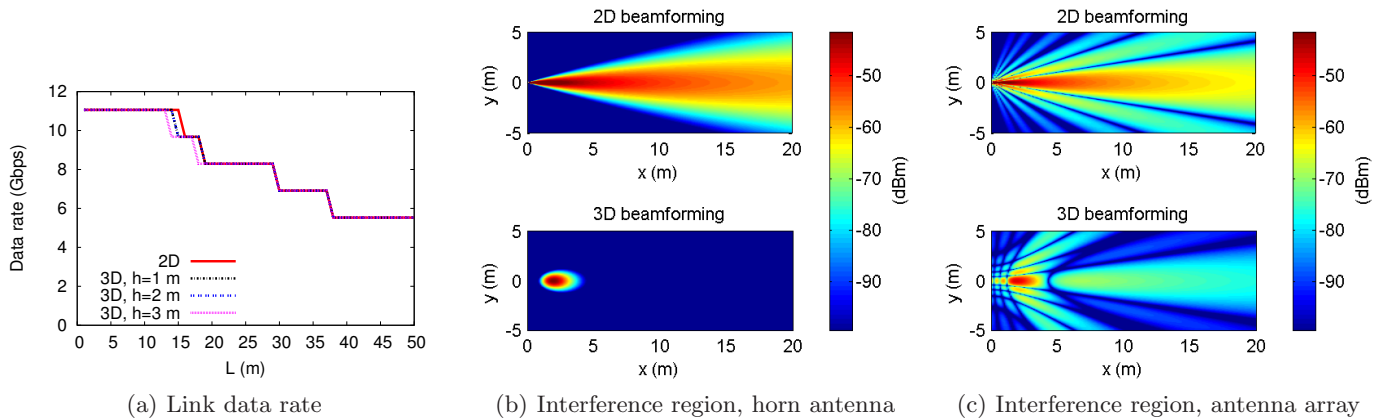 12
10
8
6
4
2
0
Data rate (Gbps)
2D
3D, h=1 m
3D, h=2 m
3D, h=3 m
0 5 10 15 20 25 30 35 40 45 50
L (m)
(a) Link data rate
2D beamforming
5
0
-5
y (m)
0 5 10 15 20
x (m)
3D beamforming
5
0
-5
y (m)
0 5 10 15 20
x (m)
-50
-60
-70
-80
-90
(dBm)
(b) Interference region, horn antenna
2D beamforming
5
0
-5
y (m)
0 5 10 15 20
x (m)
3D beamforming
5
0
-5
y (m)
0 5 10 15 20
x (m)
-50
-60
-70
-80
-90
(dBm)
(c) Interference region, antenna array